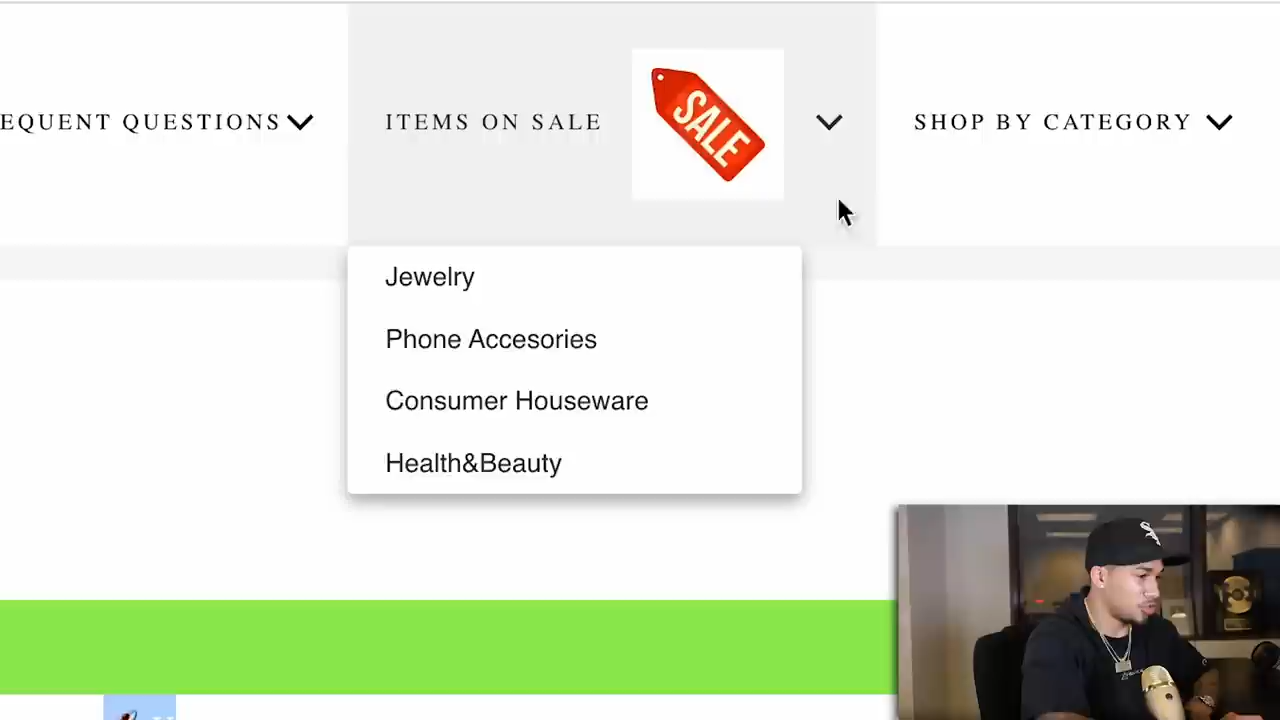 EQUENT QUESTIONS
ITEMS ON SALE
SALE
SHOP BY CATEGORY
Jewelry
Phone Accesories
Consumer Houseware
Health&Beauty